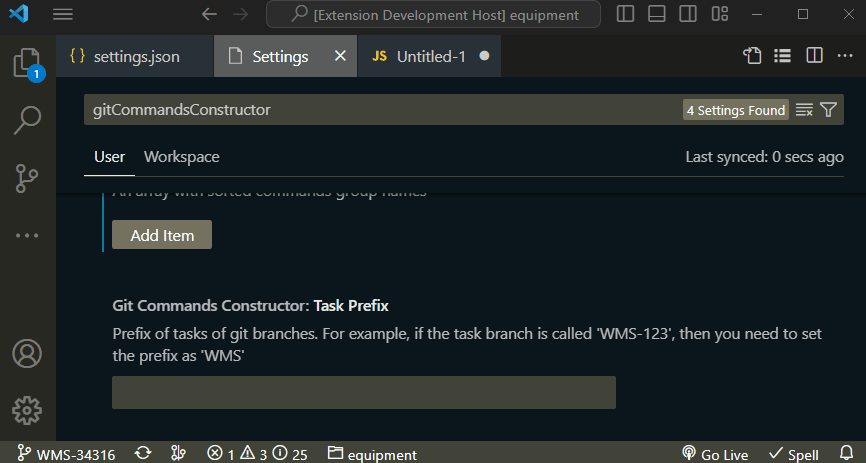 [Extension Development Host] equipment
{ } settings.json
Settings
JS Untitled-1
1
gitCommandsConstructor
4 Settings Found
User
Workspace
Last synced: 0 secs ago
An array with sorted commands group names
Add Item
Git Commands Constructor: Task Prefix
Prefix of tasks of git branches. For example, if the task branch is called 'WMS-123', then you need to set
the prefix as 'WMS'
WMS-34316
1
3
25
equipment
Go Live
Spell